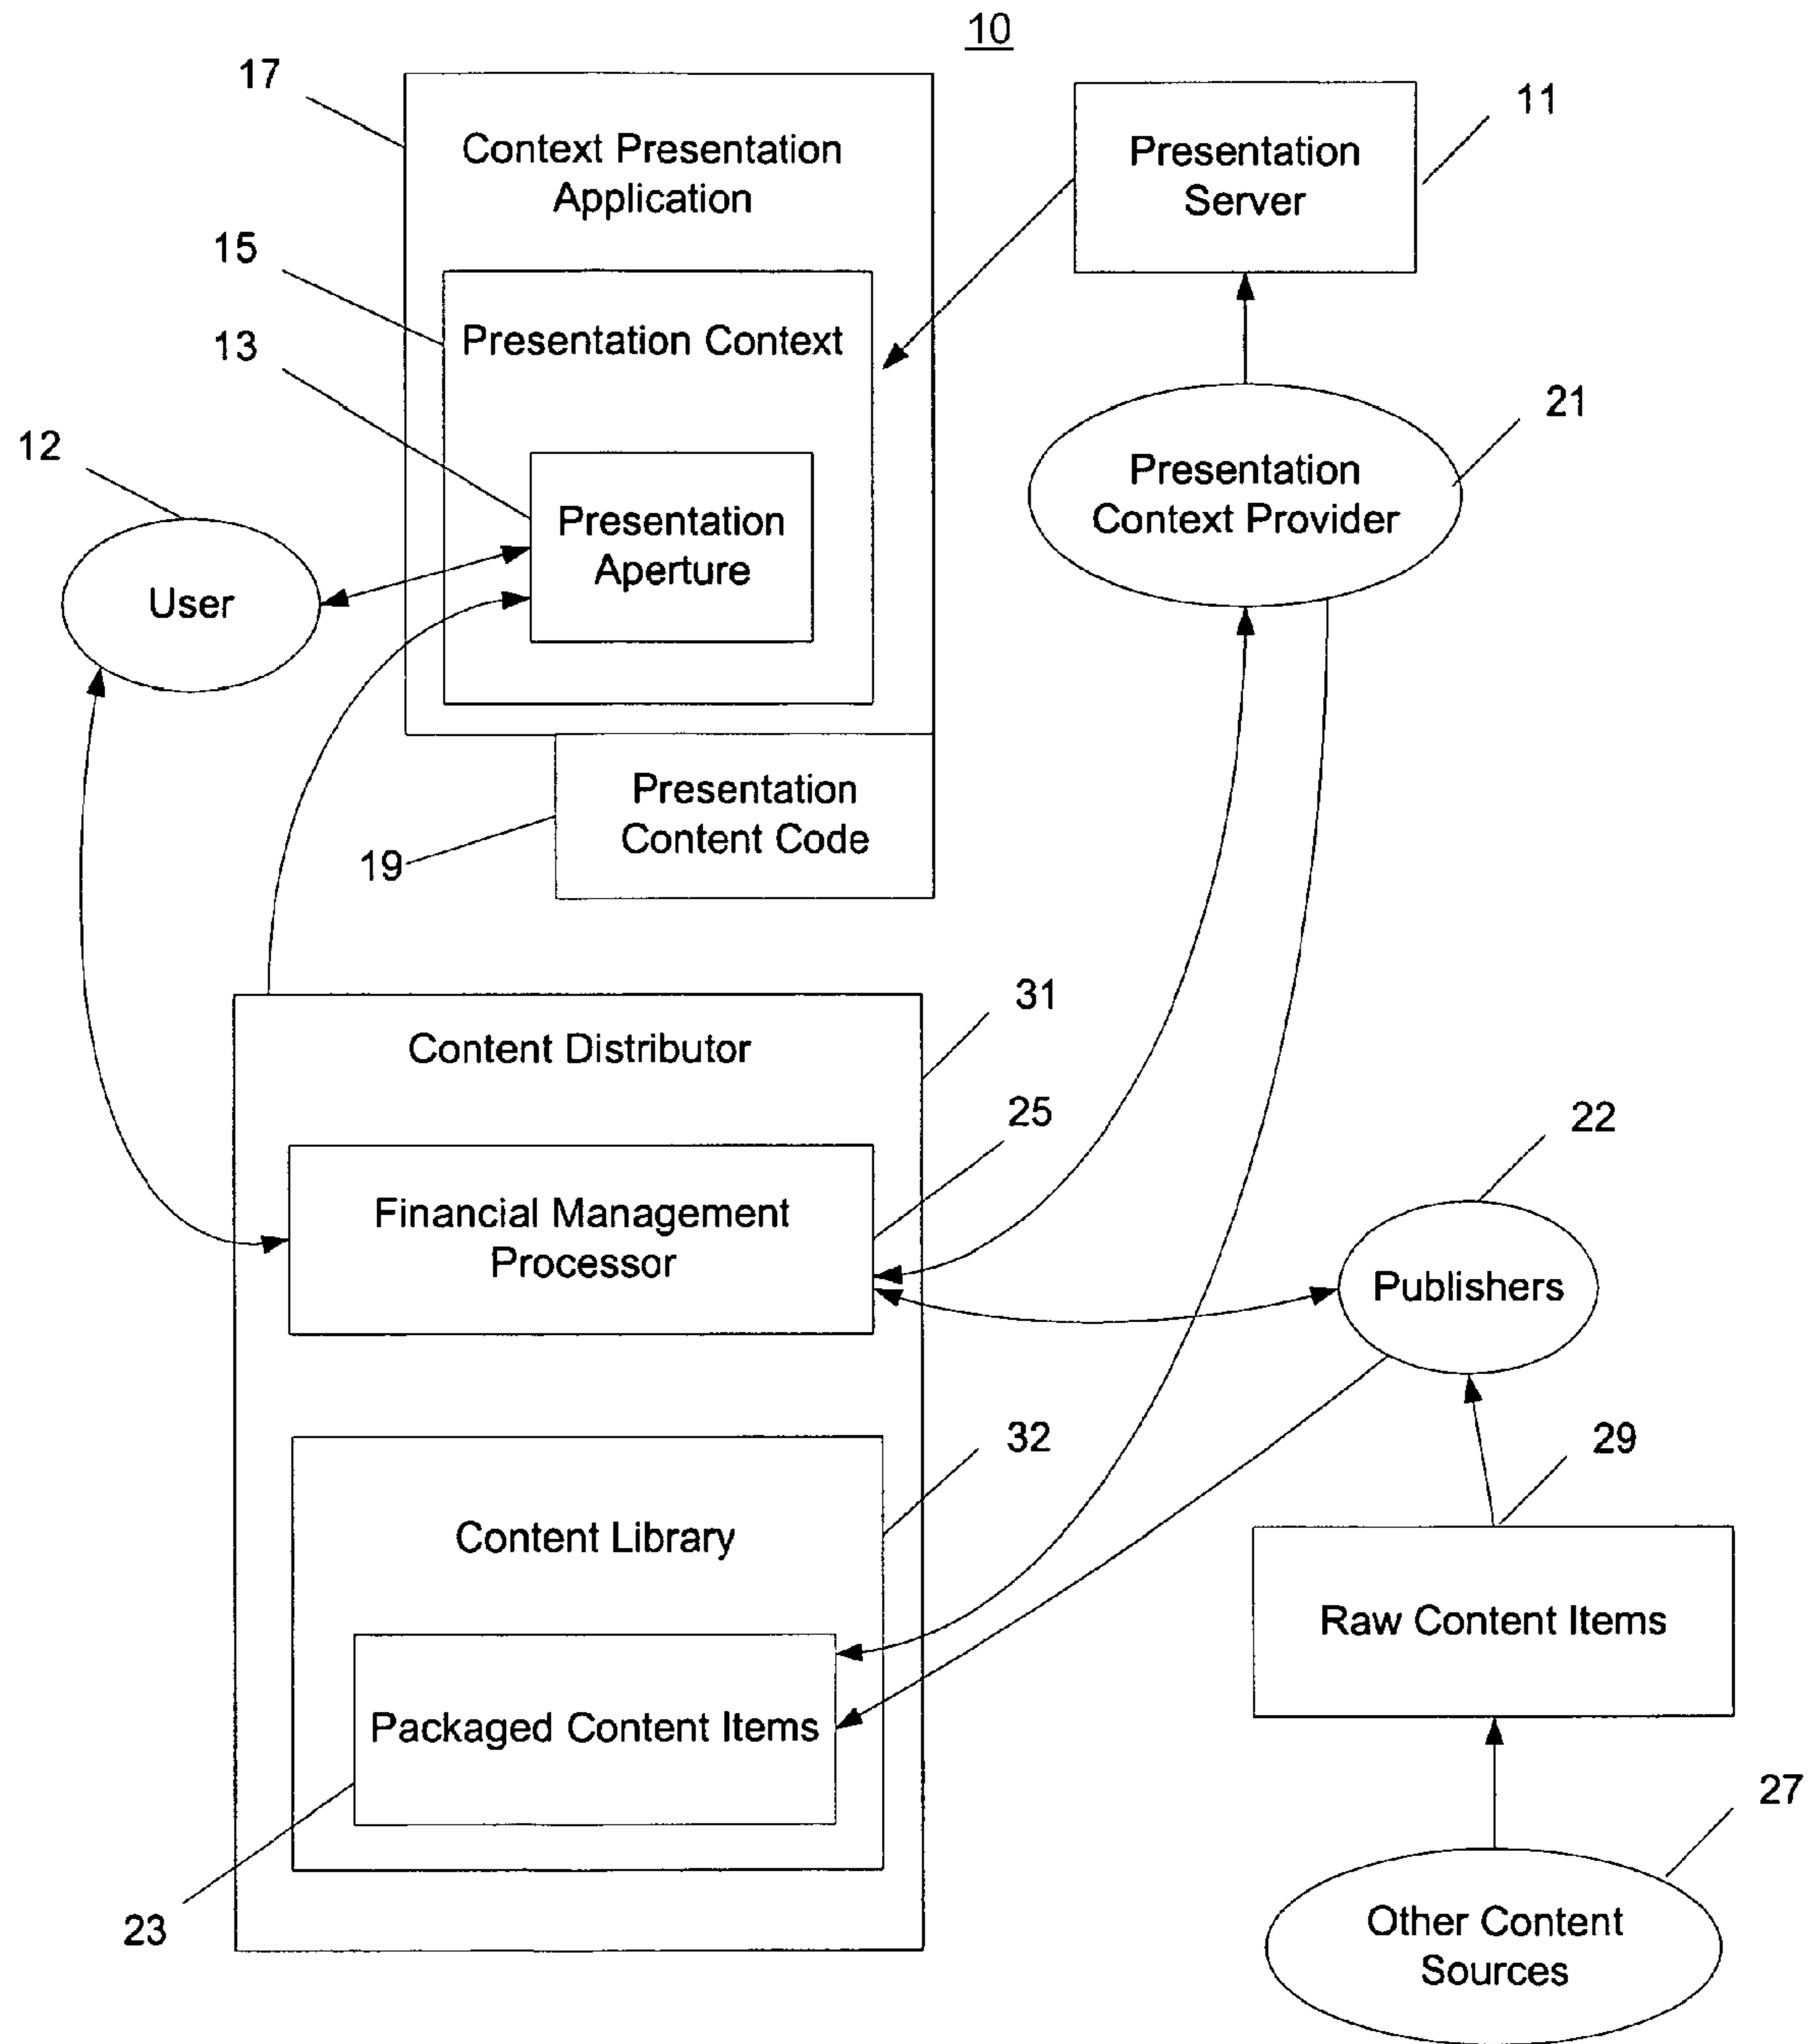 10
17
Context Presentation
Application
11
Presentation
Server
15
Presentation Context
13
21
Presentation
Context Provider
12
User
Presentation
Aperture
Presentation
Content Code
19
31
Content Distributor
25
Financial Management
Processor
22
Publishers
32
Content Library
29
Raw Content Items
Packaged Content Items
23
27
Other Content
Sources